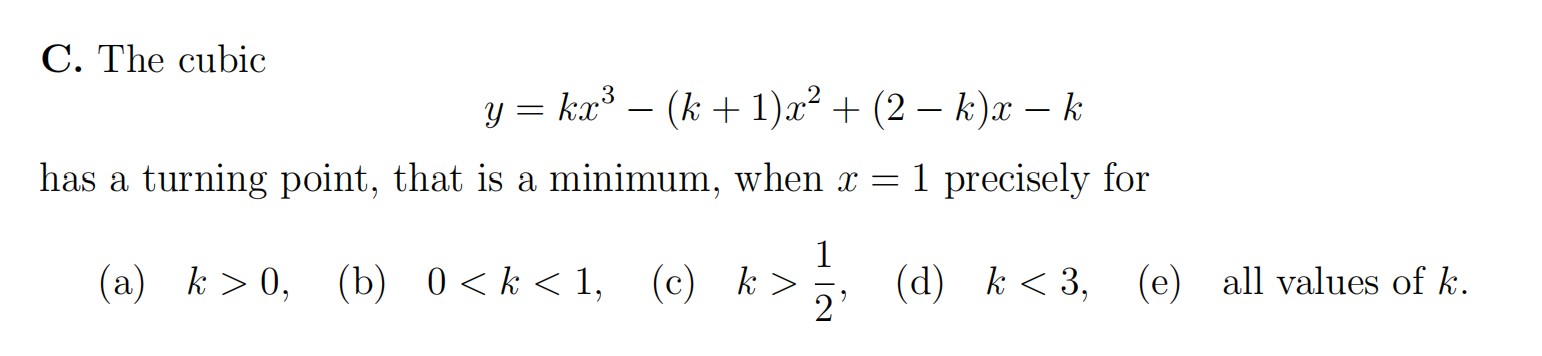 C. The cubic
y = kx³ − (k + 1)x² + (2 − k)x − k
has a turning point, that is a minimum, when x = 1 precisely for
(a) k > 0, (b) 0 < k < 1, (c) k > 1/2, (d) k < 3, (e) all values of k.